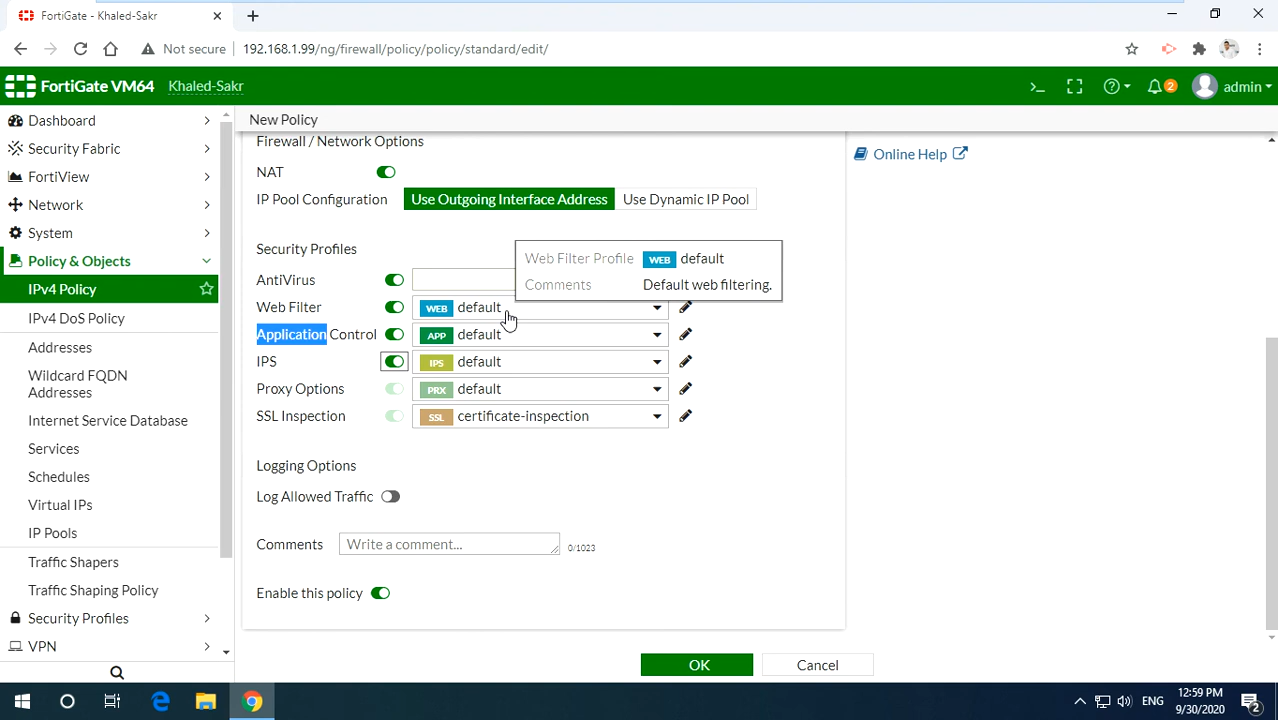 FortiGate - Khaled-Sakr
Not secure 192.168.1.99/ng/firewall/policy/policy/standard/edit/
FortiGate VM64 Khaled-Sakr
>_ 2 admin
Dashboard
Security Fabric
FortiView
Network
System
Policy & Objects
IPv4 Policy
IPv4 DoS Policy
Addresses
Wildcard FQDN
Addresses
Internet Service Database
Services
Schedules
Virtual IPs
IP Pools
Traffic Shapers
Traffic Shaping Policy
Security Profiles
VPN
New Policy
Firewall / Network Options
NAT
IP Pool Configuration Use Outgoing Interface Address Use Dynamic IP Pool
Security Profiles
Web Filter Profile WEB default
Comments Default web filtering.
AntiVirus
Web Filter WEB default
Application Control APP default
IPS IPS default
Proxy Options PRX default
SSL Inspection SSL certificate-inspection
Logging Options
Log Allowed Traffic
Comments Write a comment... 0/1023
Enable this policy
OK Cancel
Online Help
ENG 12:59 PM
9/30/2020 2